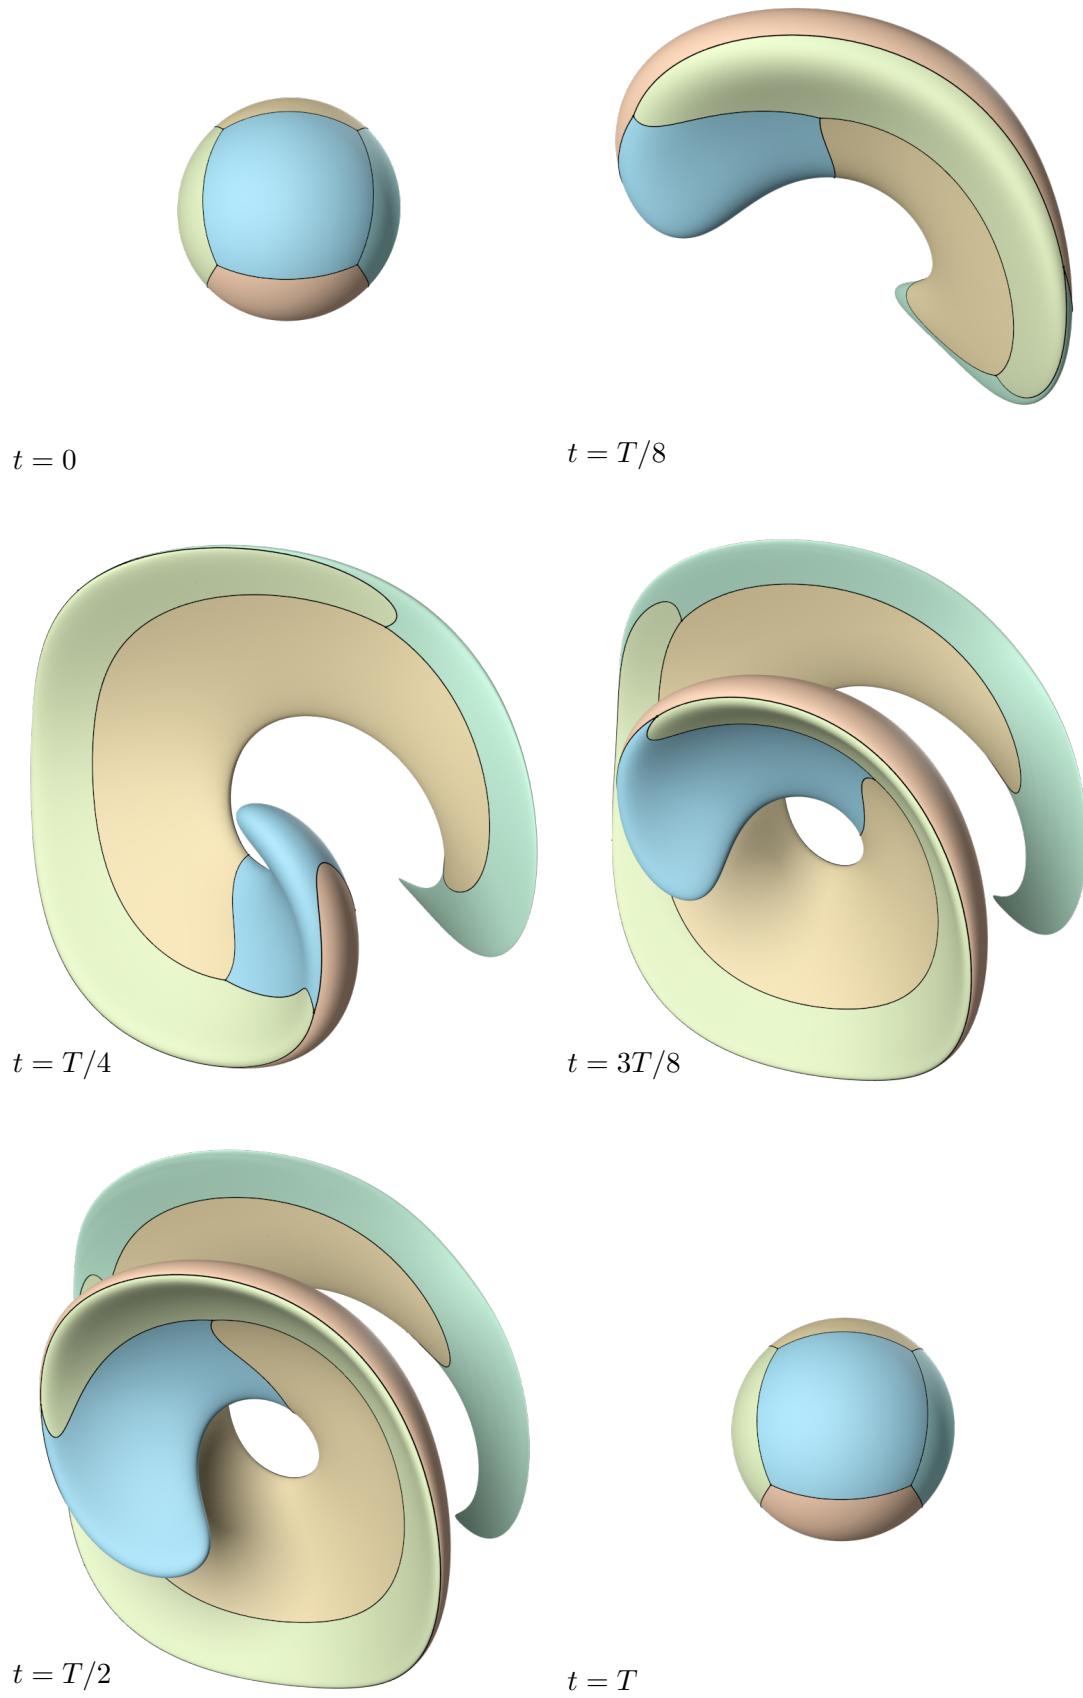 t = 0
t = T/8
t = T/4
t = 3T/8
t = T/2
t = T